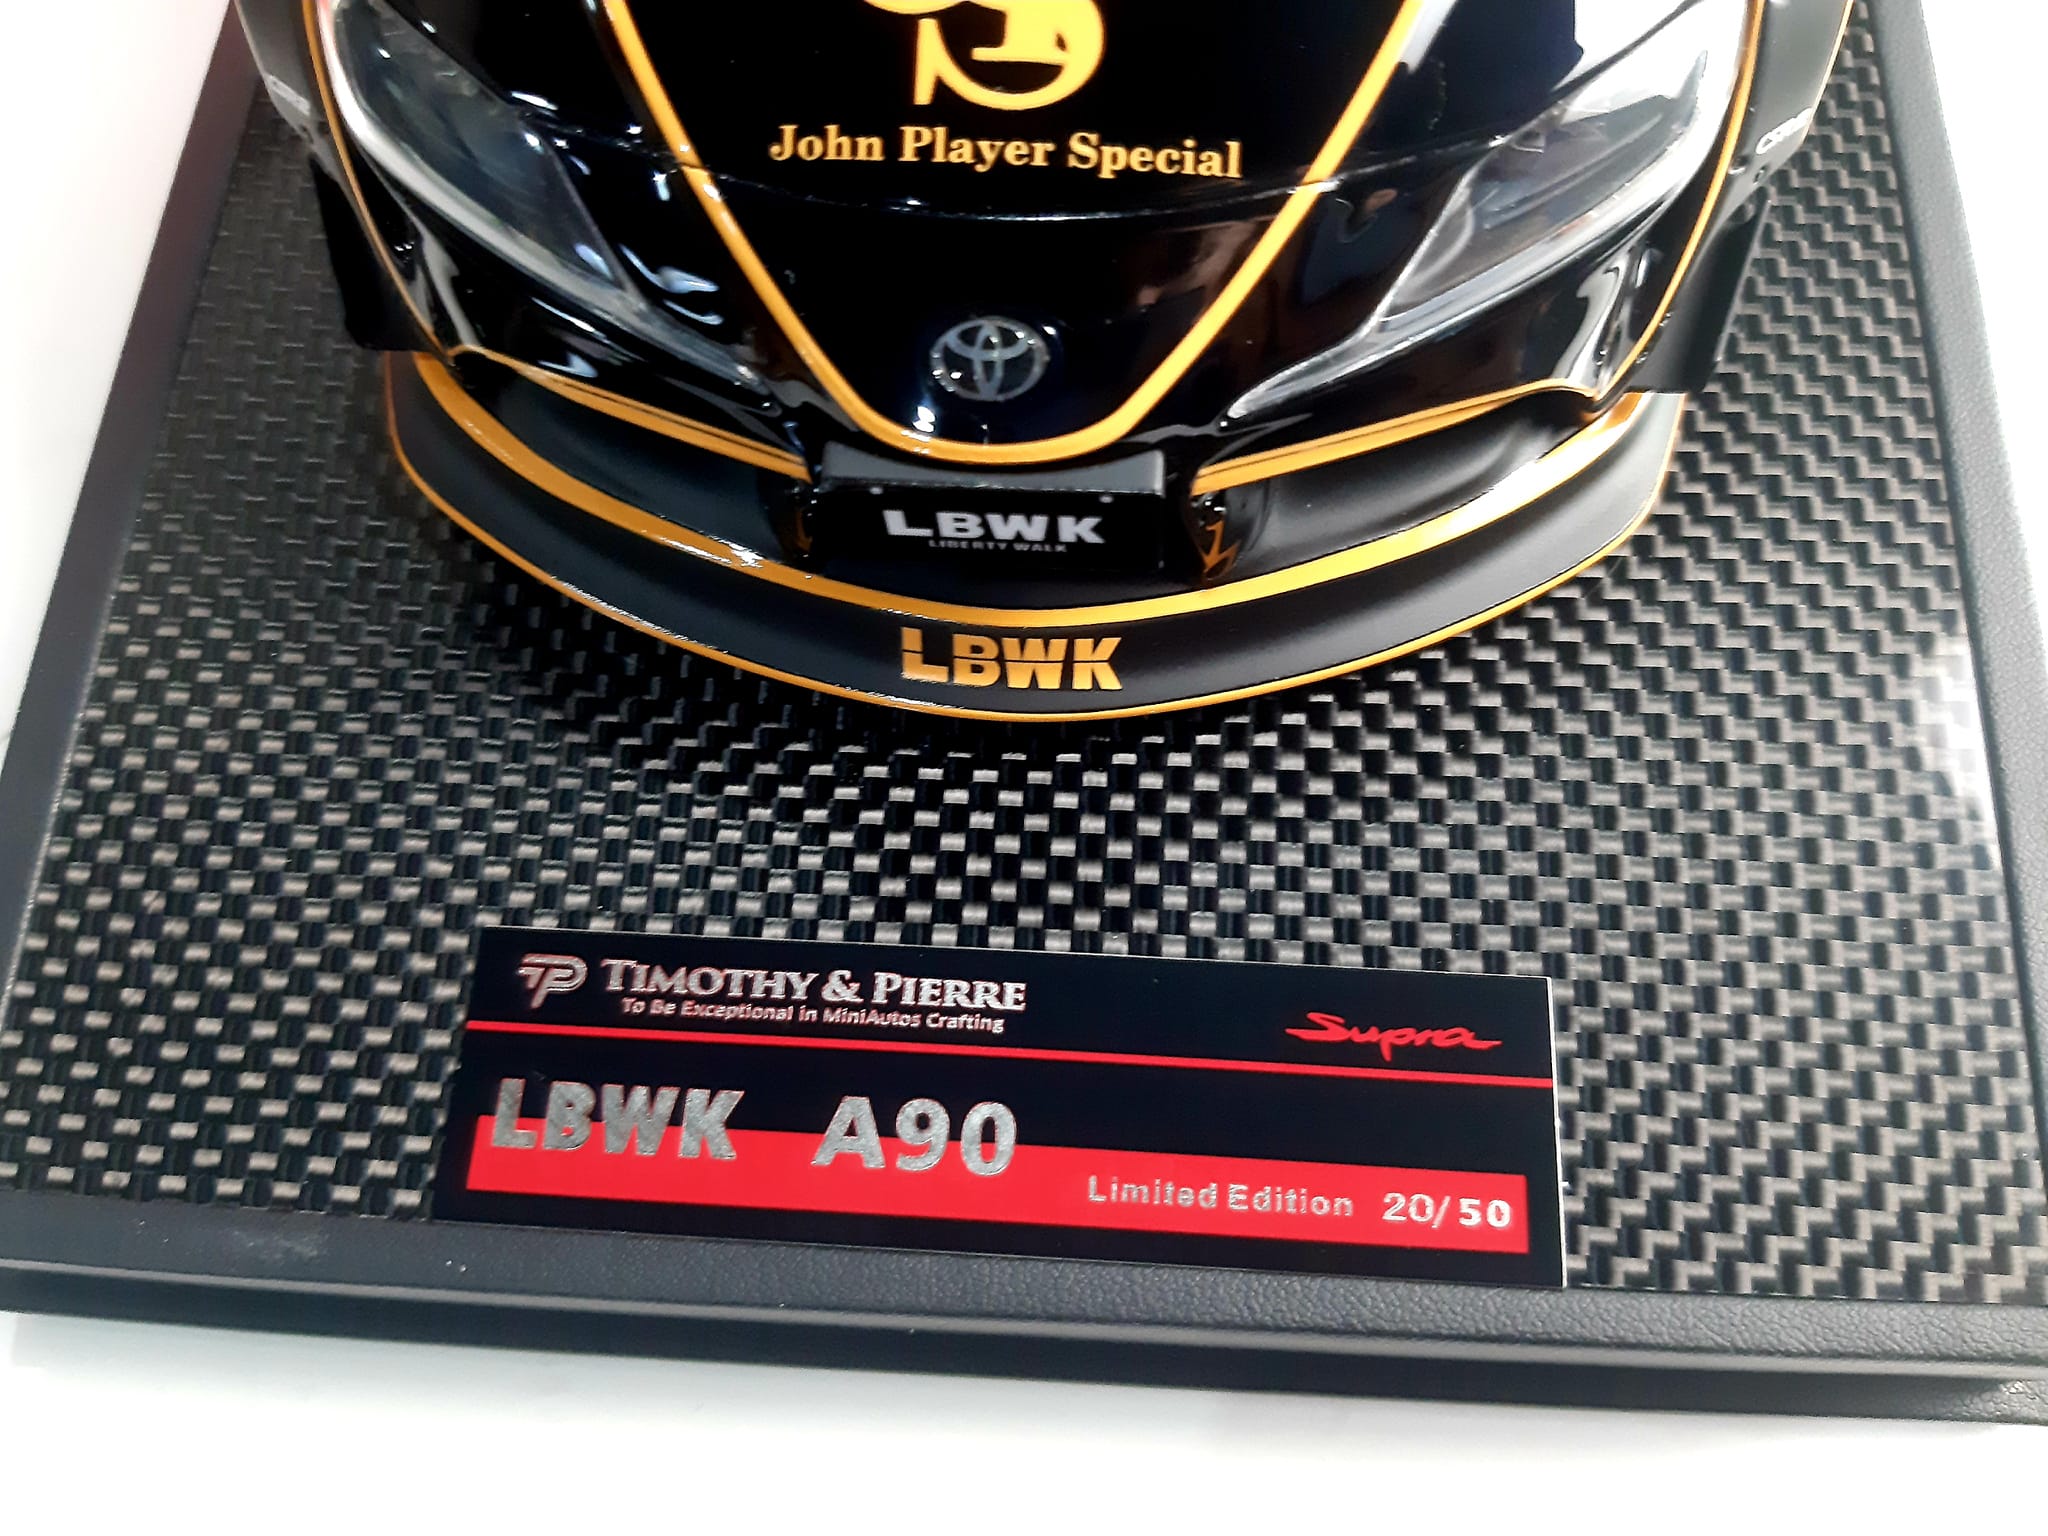 John Player Special
LBWK
LIBERTY WALK
LBWK
TP TIMOTHY & PIERRE
To Be Exceptional in MiniAutos Crafting
Supra
LBWK A90
Limited Edition 20/50